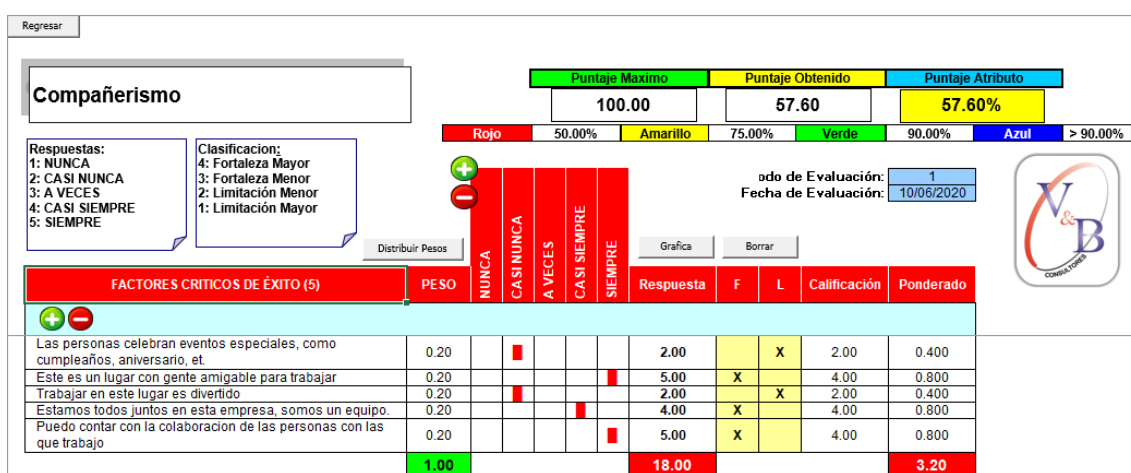 Regresar
Compañerismo
Puntaje Maximo Puntaje Obtenido Puntaje Atributo
100.00 57.60 57.60%
Rojo 50.00% Amarillo 75.00% Verde 90.00% Azul > 90.00%
Respuestas:
1: NUNCA
2: CASI NUNCA
3: A VECES
4: CASI SIEMPRE
5: SIEMPRE
Clasificacion:
4: Fortaleza Mayor
3: Fortaleza Menor
2: Limitación Menor
1: Limitación Mayor
odo de Evaluación: 1
Fecha de Evaluación: 10/06/2020
V&B
CONSULTORES
Distribuir Pesos
Grafica
Borrar
FACTORES CRITICOS DE ÉXITO (5) PESO NUNCA CASI NUNCA A VECES CASI SIEMPRE SIEMPRE Respuesta F L Calificación Ponderado
Las personas celebran eventos especiales, como
cumpleaños, aniversario, et. 0.20 2.00 X 2.00 0.400
Este es un lugar con gente amigable para trabajar 0.20 5.00 X 4.00 0.800
Trabajar en este lugar es divertido 0.20 2.00 X 2.00 0.400
Estamos todos juntos en esta empresa, somos un equipo. 0.20 4.00 X 4.00 0.800
Puedo contar con la colaboracion de las personas con las
que trabajo 0.20 5.00 X 4.00 0.800
1.00 18.00 3.20